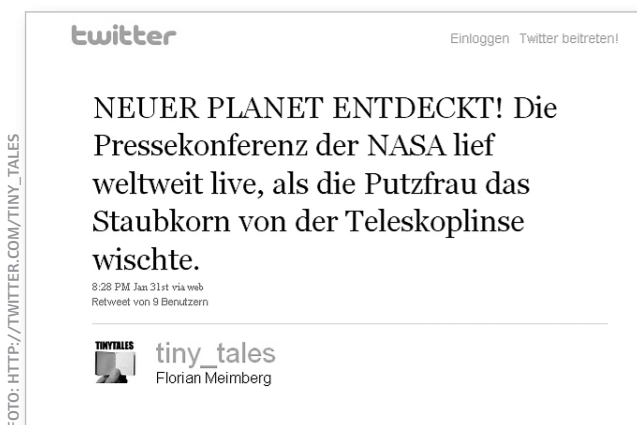 twitter
Einloggen Twitter beitreten!
NEUER PLANET ENTDECKT! Die
Pressekonferenz der NASA lief
weltweit live, als die Putzfrau das
Staubkorn von der Teleskoplinse
wischte.
8:28 PM Jan 31st via web
Retweet von 9 Benutzern
TINYTALES
tiny_tales
Florian Meimberg
FOTO: HTTP://TWITTER.COM/TINY_TALES